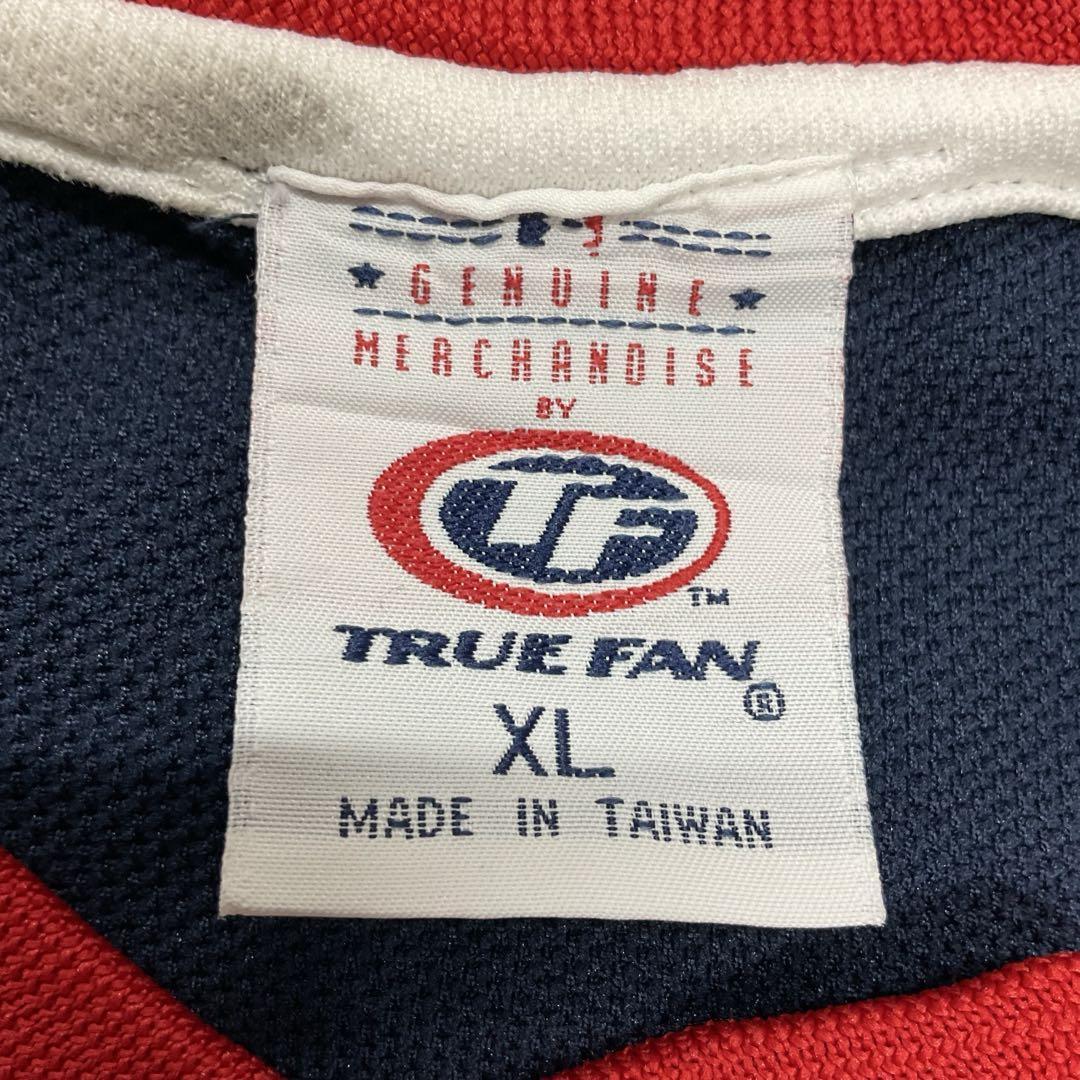 GENUINE
MERCHANDISE
BY
TF
TM
TRUE FAN
®
XL
MADE IN TAIWAN